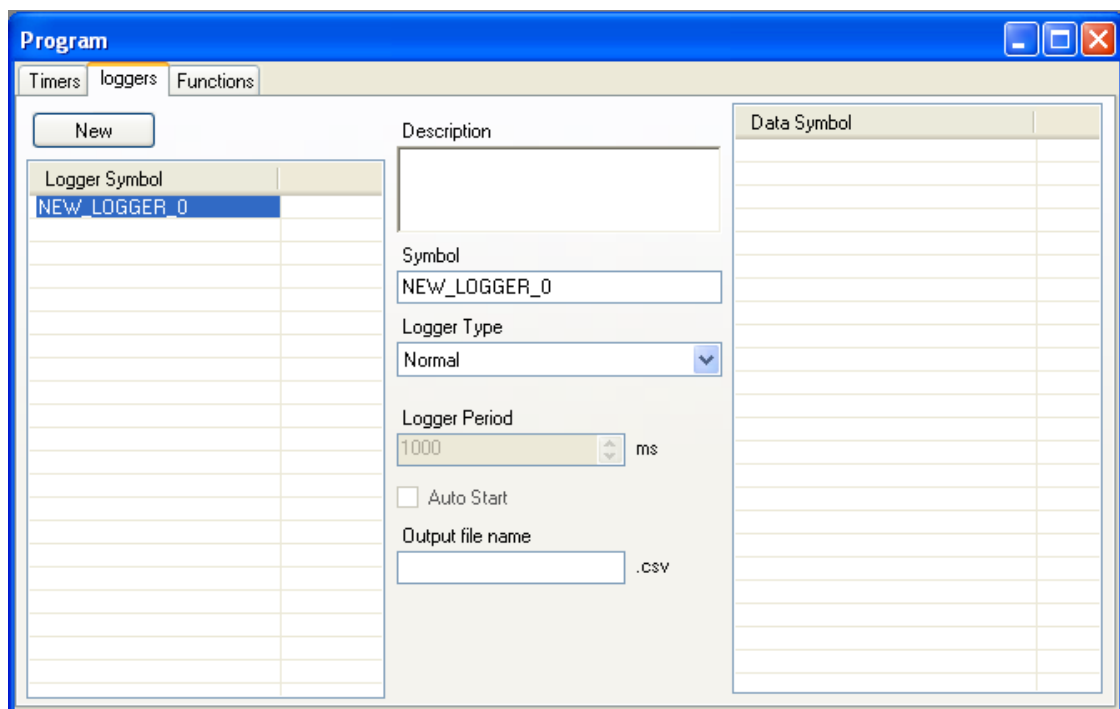 Program
Timers loggers Functions
New
Logger Symbol
NEW_LOGGER_0
Description
Symbol
NEW_LOGGER_0
Logger Type
Normal
Logger Period
1000 ms
Auto Start
Output file name
.csv
Data Symbol